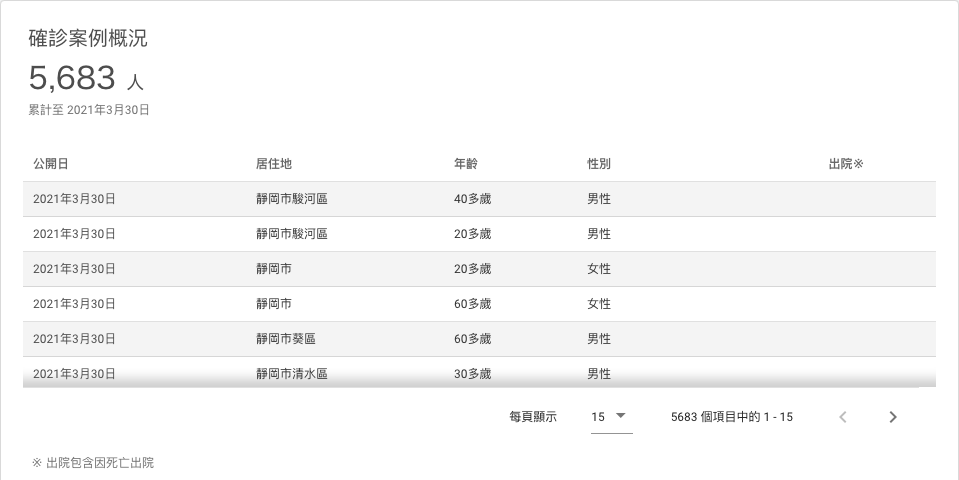 確診案例概況
5,683 人
累計至 2021年3月30日
公開日 居住地 年齡 性別 出院※
2021年3月30日 靜岡市駿河區 40多歲 男性
2021年3月30日 靜岡市駿河區 20多歲 男性
2021年3月30日 靜岡市 20多歲 女性
2021年3月30日 靜岡市 60多歲 女性
2021年3月30日 靜岡市葵區 60多歲 男性
2021年3月30日 靜岡市清水區 30多歲 男性
每頁顯示 15 5683 個項目中的 1 - 15
※ 出院包含因死亡出院